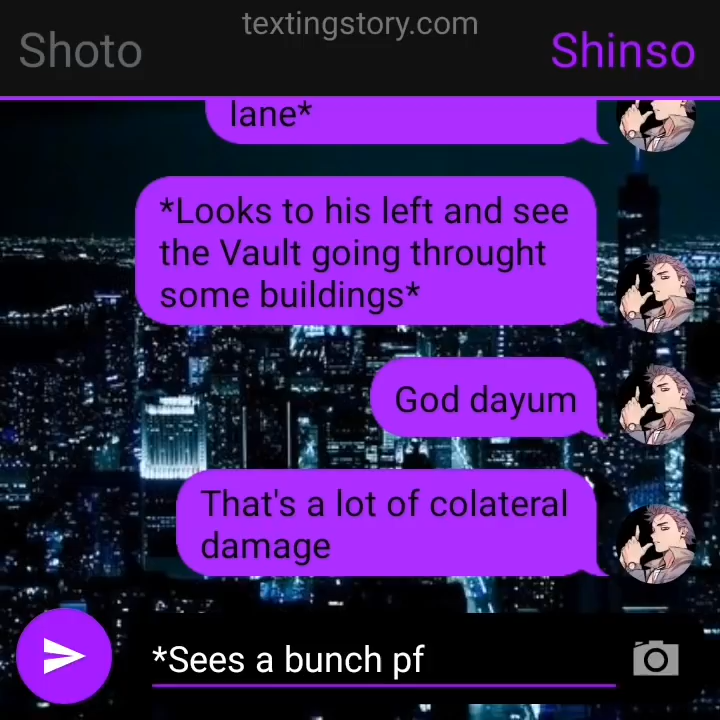 textingstory.com
Shoto
Shinso
lane*
*Looks to his left and see
the Vault going throught
some buildings*
God dayum
That's a lot of colateral
damage
*Sees a bunch pf